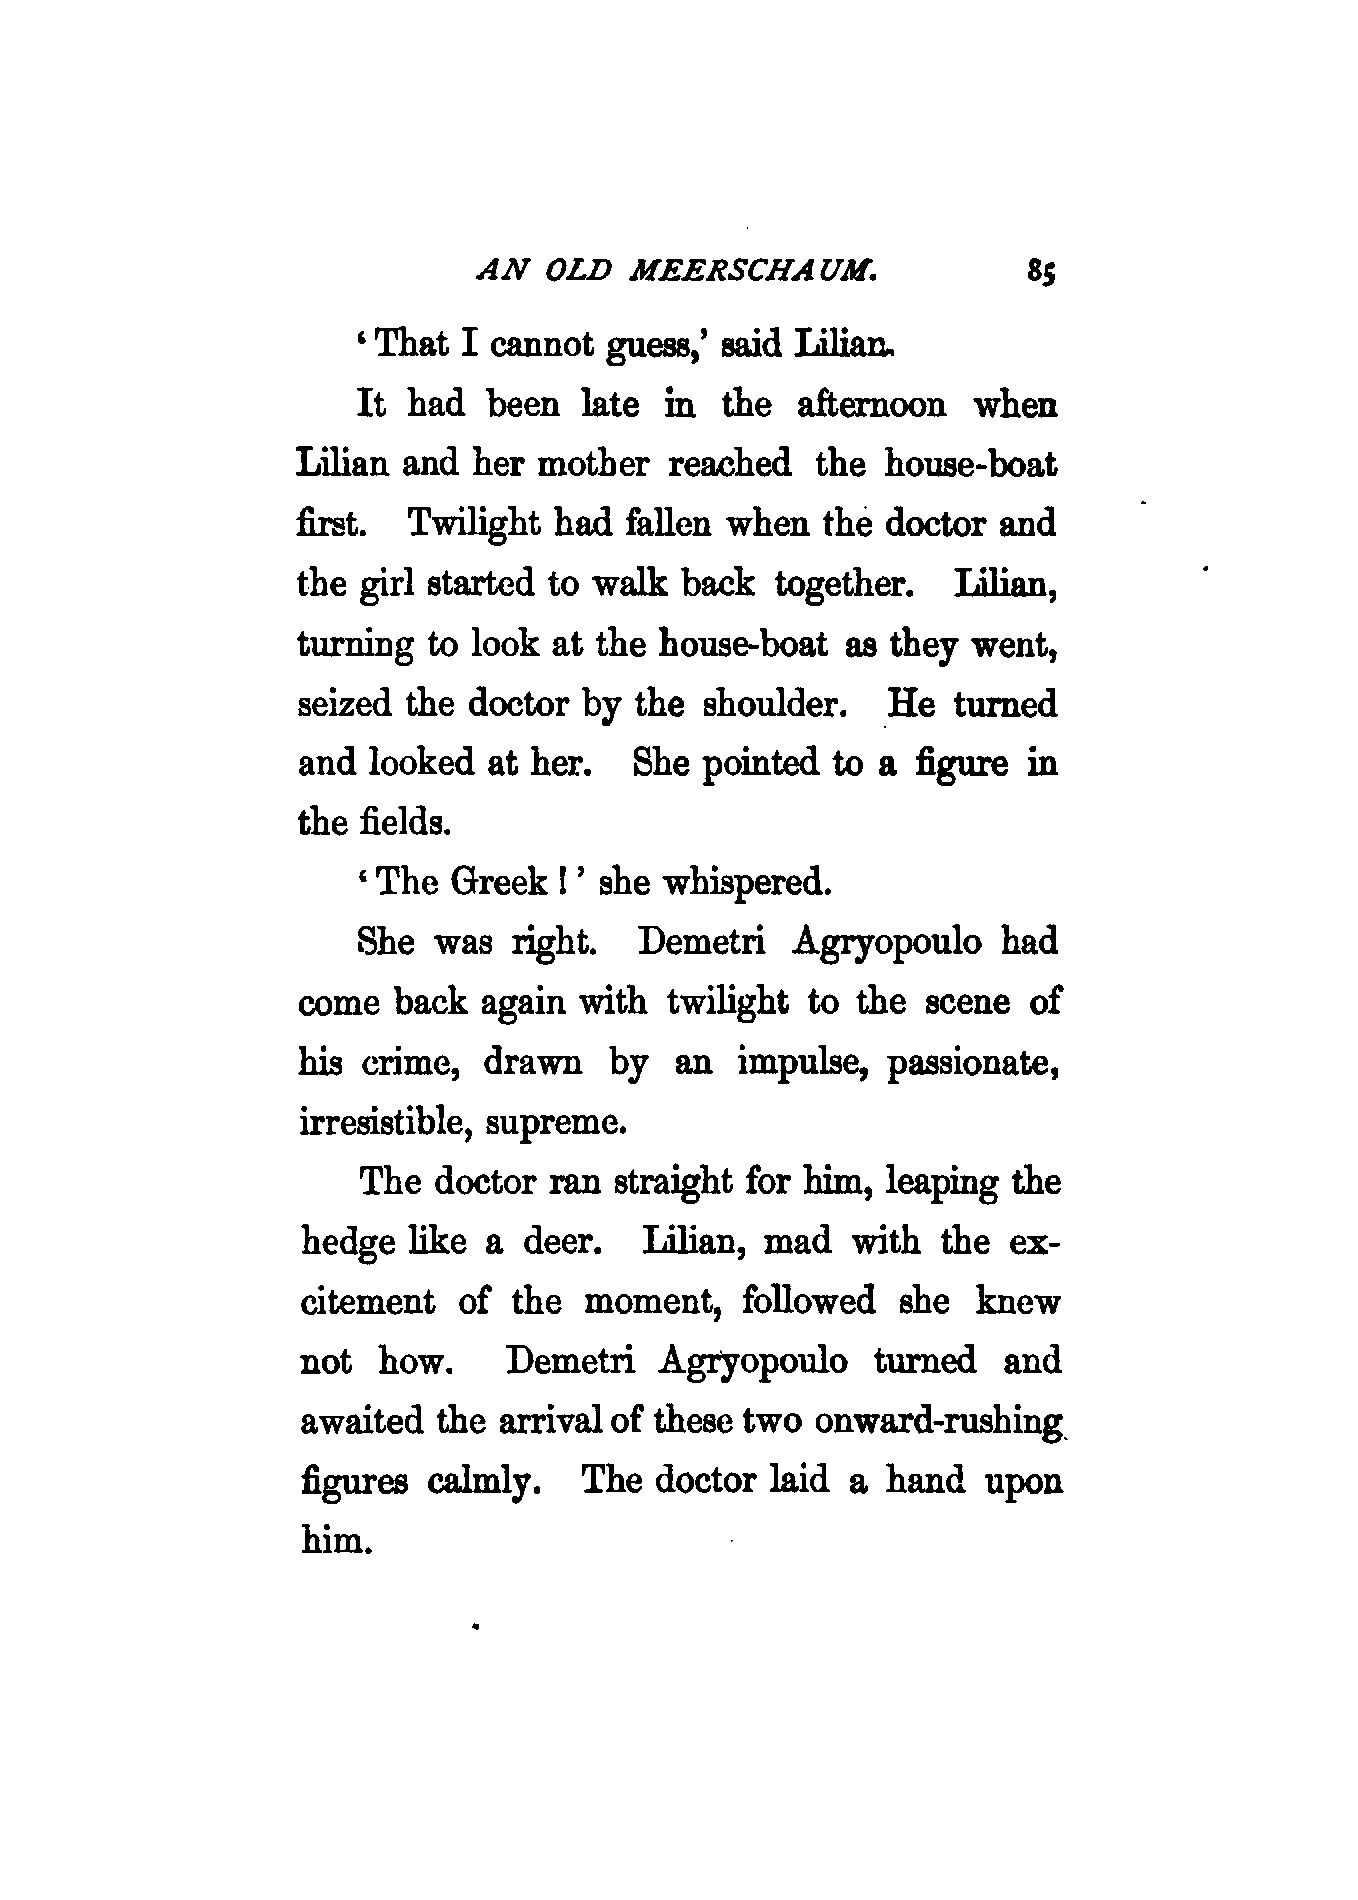 AN OLD MEERSCHAUM. 85
‘That I cannot guess,’ said Lilian.
It had been late in the afternoon when
Lilian and her mother reached the house-boat
first. Twilight had fallen when the doctor and
the girl started to walk back together. Lilian,
turning to look at the house-boat as they went,
seized the doctor by the shoulder. He turned
and looked at her. She pointed to a figure in
the fields.
‘The Greek!’ she whispered.
She was right. Demetri Agryopoulo had
come back again with twilight to the scene of
his crime, drawn by an impulse, passionate,
irresistible, supreme.
The doctor ran straight for him, leaping the
hedge like a deer. Lilian, mad with the ex-
citement of the moment, followed she knew
not how. Demetri Agryopoulo turned and
awaited the arrival of these two onward-rushing
figures calmly. The doctor laid a hand upon
him.